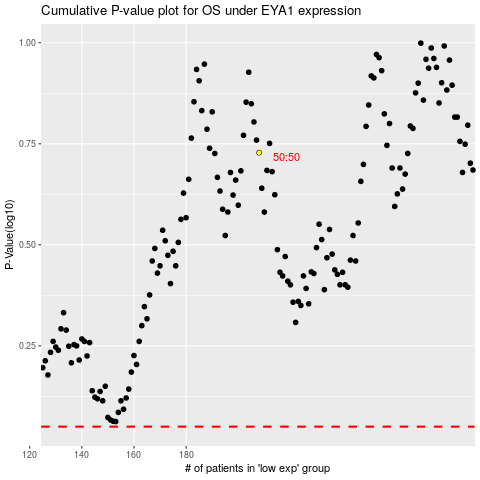 Cumulative P-value plot for OS under EYA1 expression
1.00
0.75
50:50
0.50
0.25
P-Value(log10)
120 140 160 180
# of patients in 'low exp' group